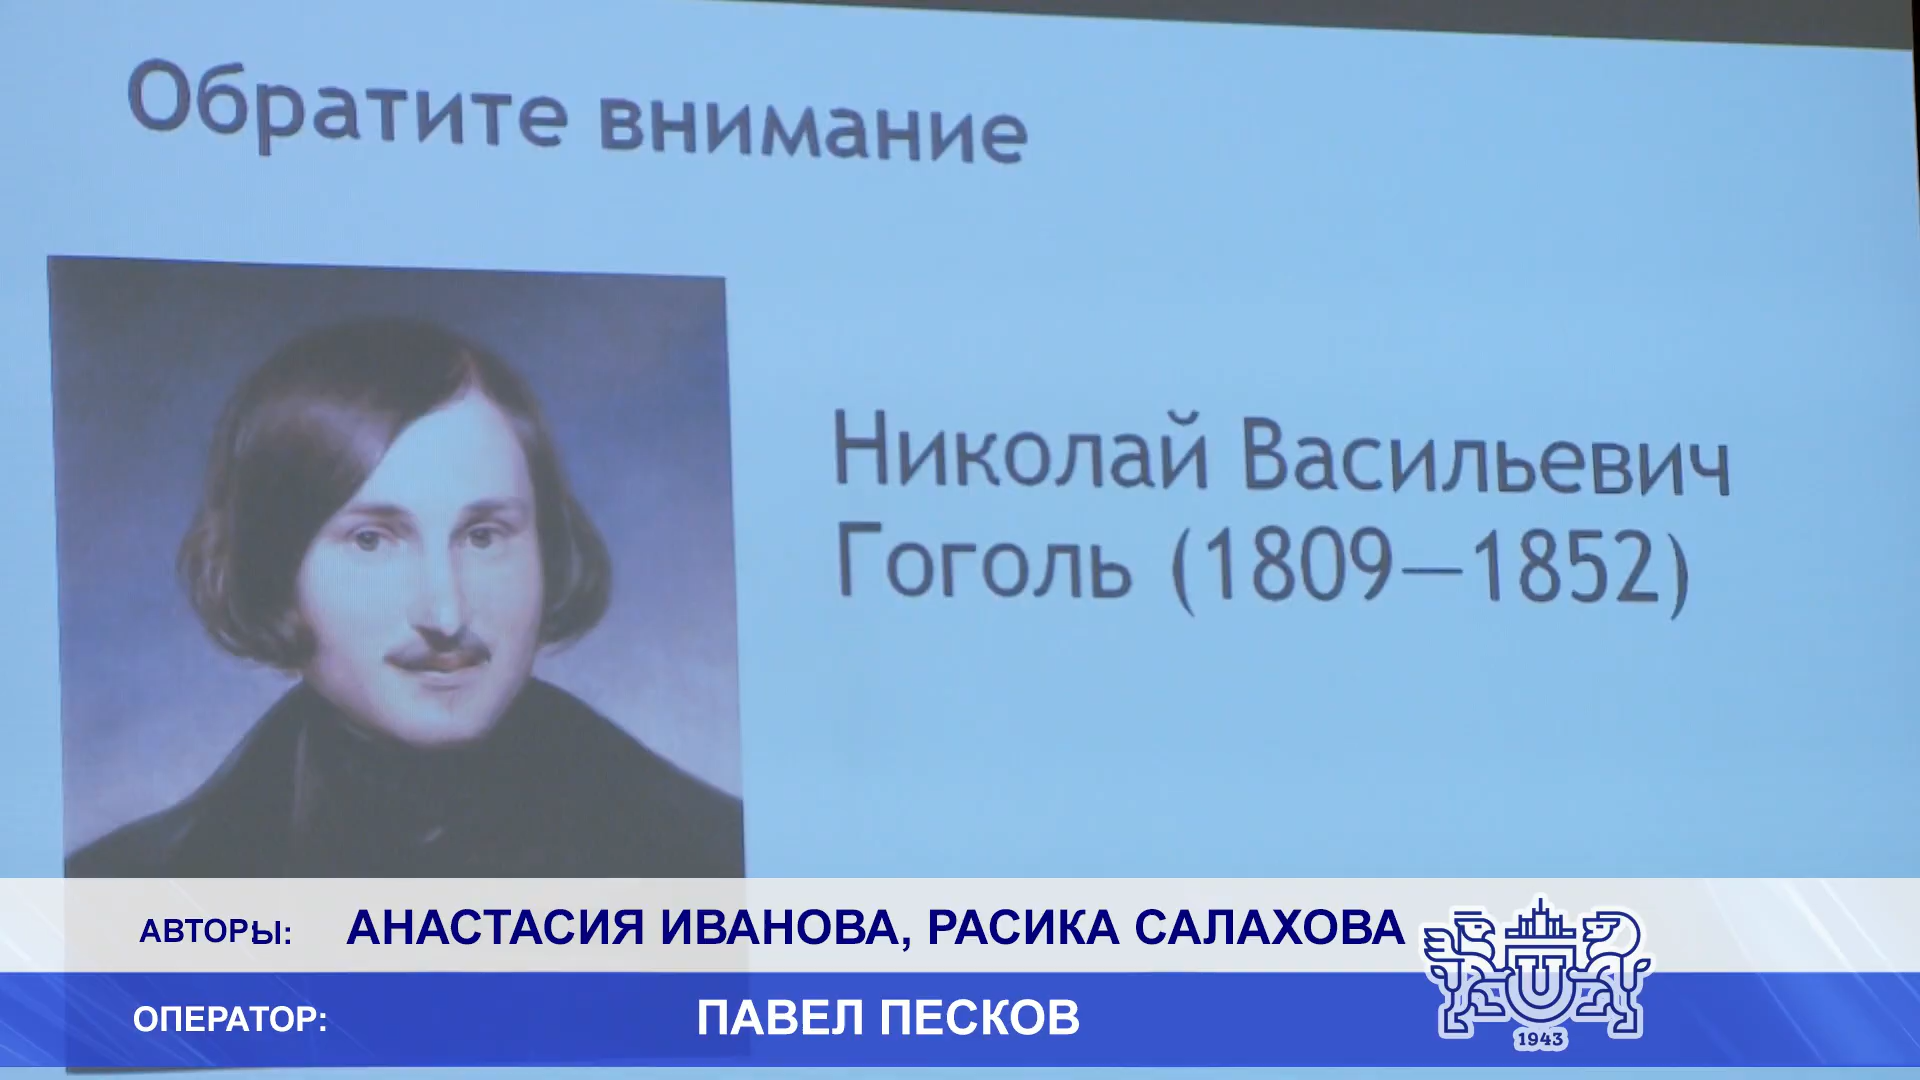 Обратите внимание
Николай Васильевич
Гоголь (1809—1852)
АВТОРЫ: АНАСТАСИЯ ИВАНОВА, РАСИКА САЛАХОВА
ОПЕРАТОР: ПАВЕЛ ПЕСКОВ
U
1943